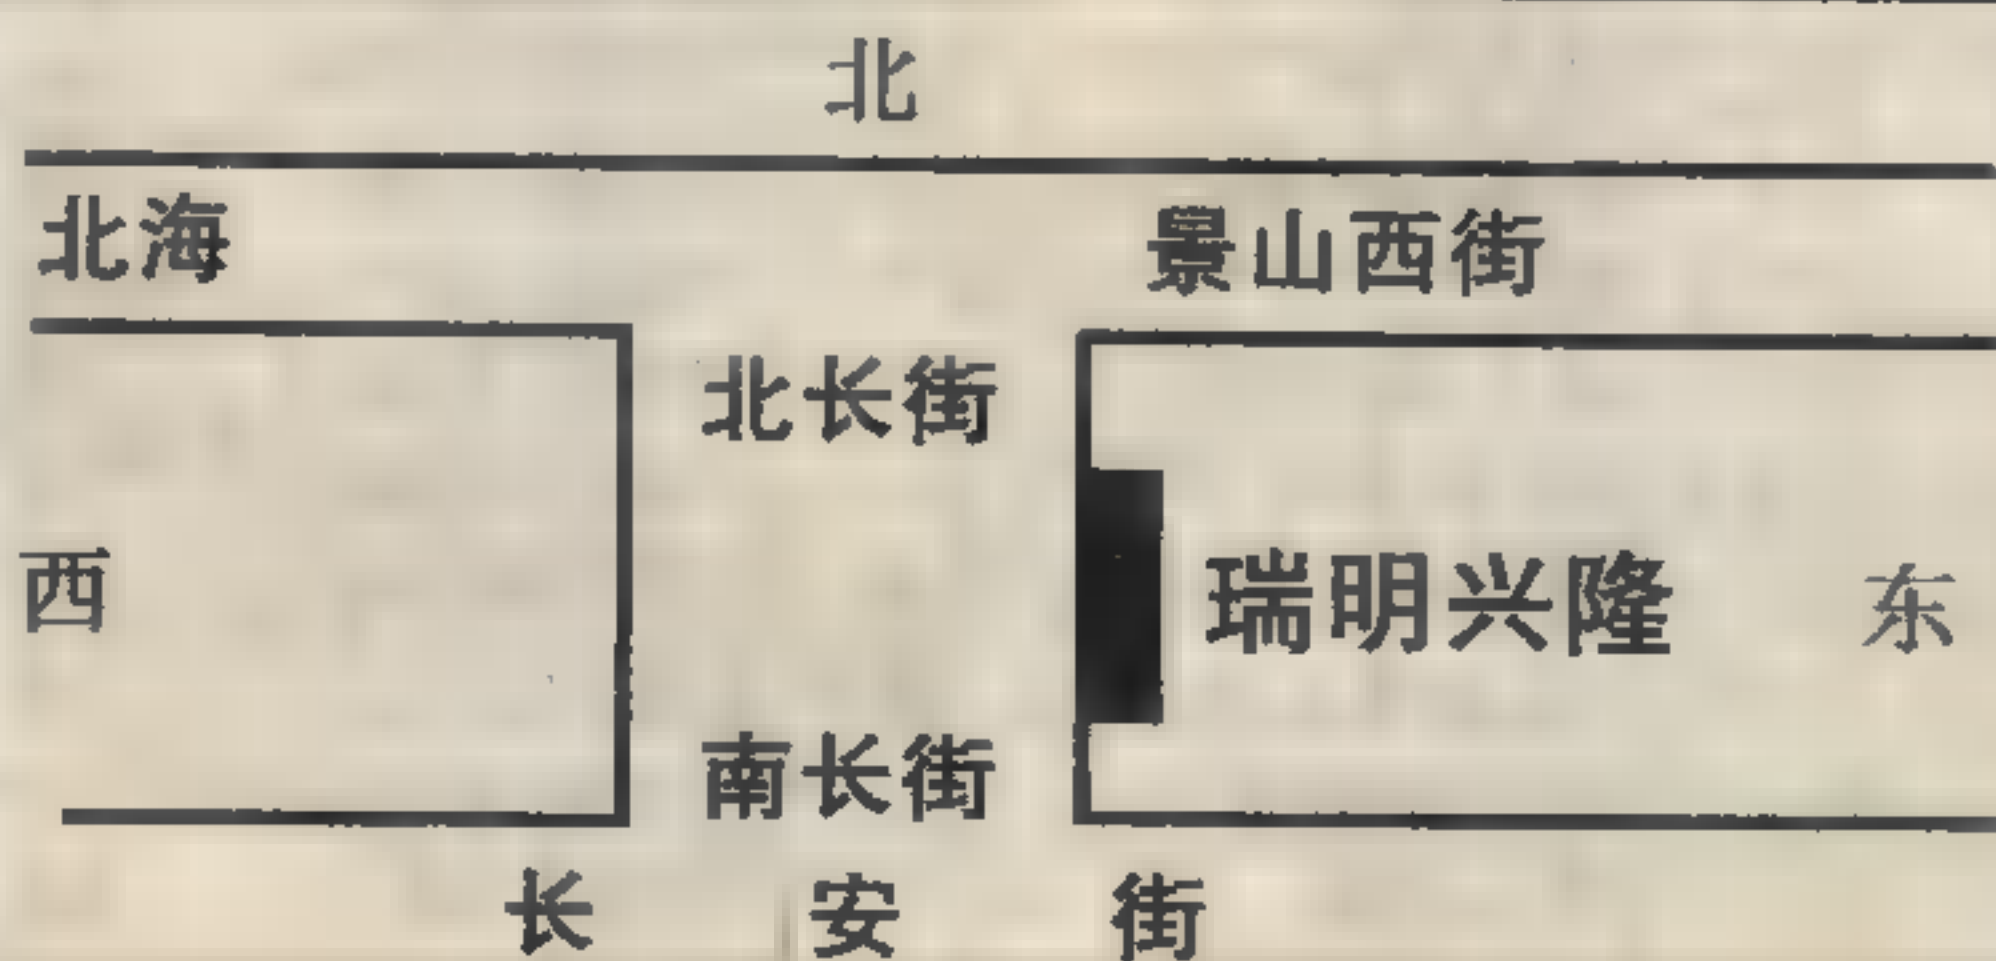 北
北海 景山西街
北长街
西 瑞明兴隆 东
南长街
长安街